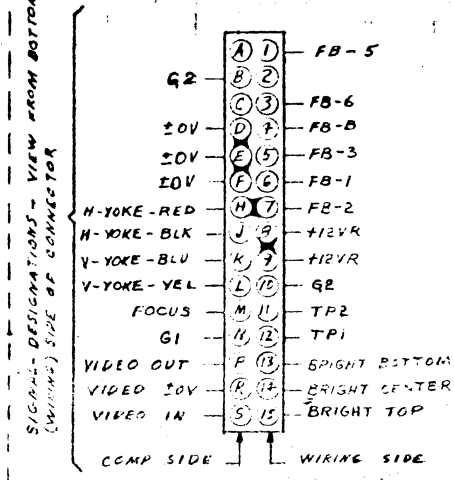 SIGNAL - DESIGNATIONS - VIEW FROM BOTTOM
(WIRING) SIDE OF CONNECTOR
A 1 FB-5
G2 B 2
C 3 FB-6
±0V D 4 FB-8
±0V E 5 FB-3
±0V F 6 FB-1
H-YOKE-RED H 7 FB-2
H-YOKE-BLK J 8 +12VR
V-YOKE-BLU K 9 +12VR
V-YOKE-YEL L 10 G2
FOCUS M 11 TP2
G1 N 12 TP1
VIDEO OUT P 13 BRIGHT BOTTOM
VIDEO ±0V R 14 BRIGHT CENTER
VIDEO IN S 15 BRIGHT TOP
COMP SIDE WIRING SIDE